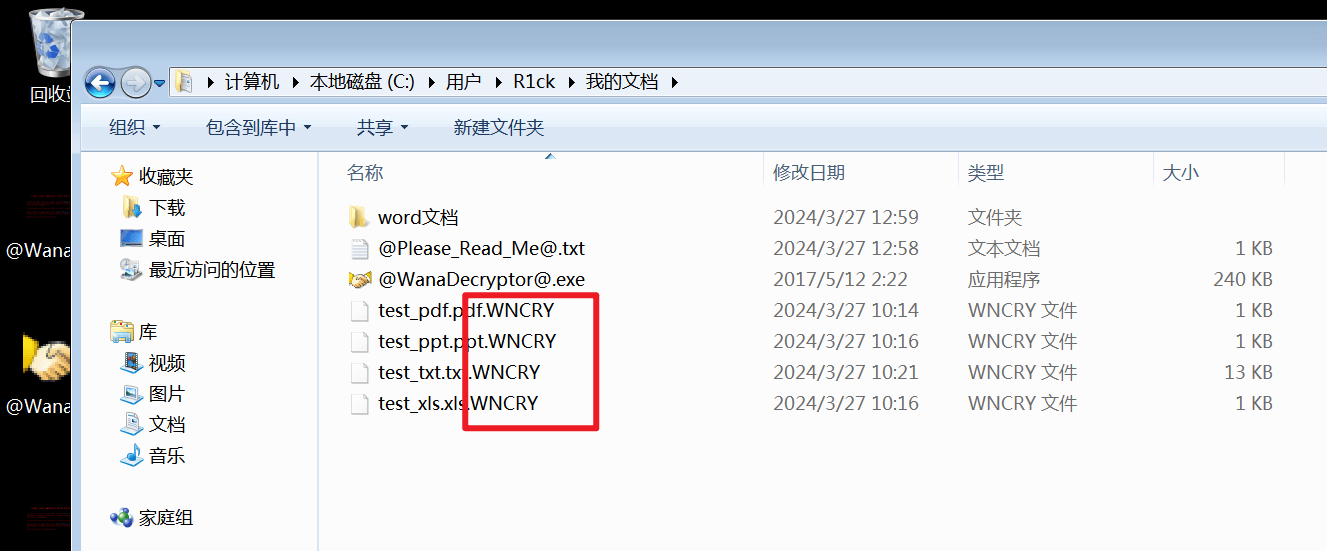 计算机 本地磁盘 (C:) 用户 R1ck 我的文档
回收
组织 包含到库中 共享 新建文件夹
收藏夹
下载
桌面
最近访问的位置
库
视频
图片
文档
音乐
家庭组
@Wana
@Wana
名称 修改日期 类型 大小
word文档 2024/3/27 12:59 文件夹
@Please_Read_Me@.txt 2024/3/27 12:58 文本文档 1 KB
@WanaDecryptor@.exe 2017/5/12 2:22 应用程序 240 KB
test_pdf.pdf.WNCRY 2024/3/27 10:14 WNCRY 文件 1 KB
test_ppt.ppt.WNCRY 2024/3/27 10:16 WNCRY 文件 1 KB
test_txt.txt.WNCRY 2024/3/27 10:21 WNCRY 文件 13 KB
test_xls.xls.WNCRY 2024/3/27 10:16 WNCRY 文件 1 KB